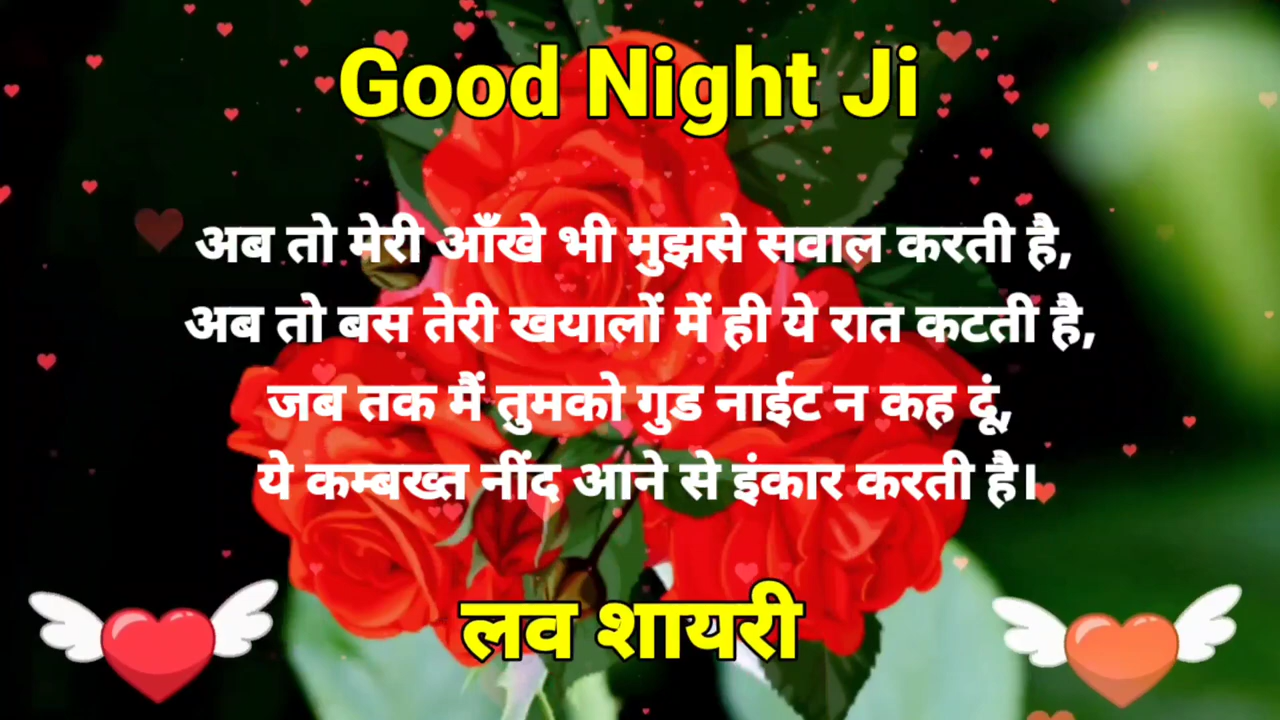 Good Night Ji
अब तो मेरी आँखे भी मुझसे सवाल करती है,
अब तो बस तेरी खयालों में ही ये रात कटती है,
जब तक मैं तुमको गुड नाईट न कह दूं,
ये कम्बख्त नींद आने से इंकार करती है।
लव शायरी